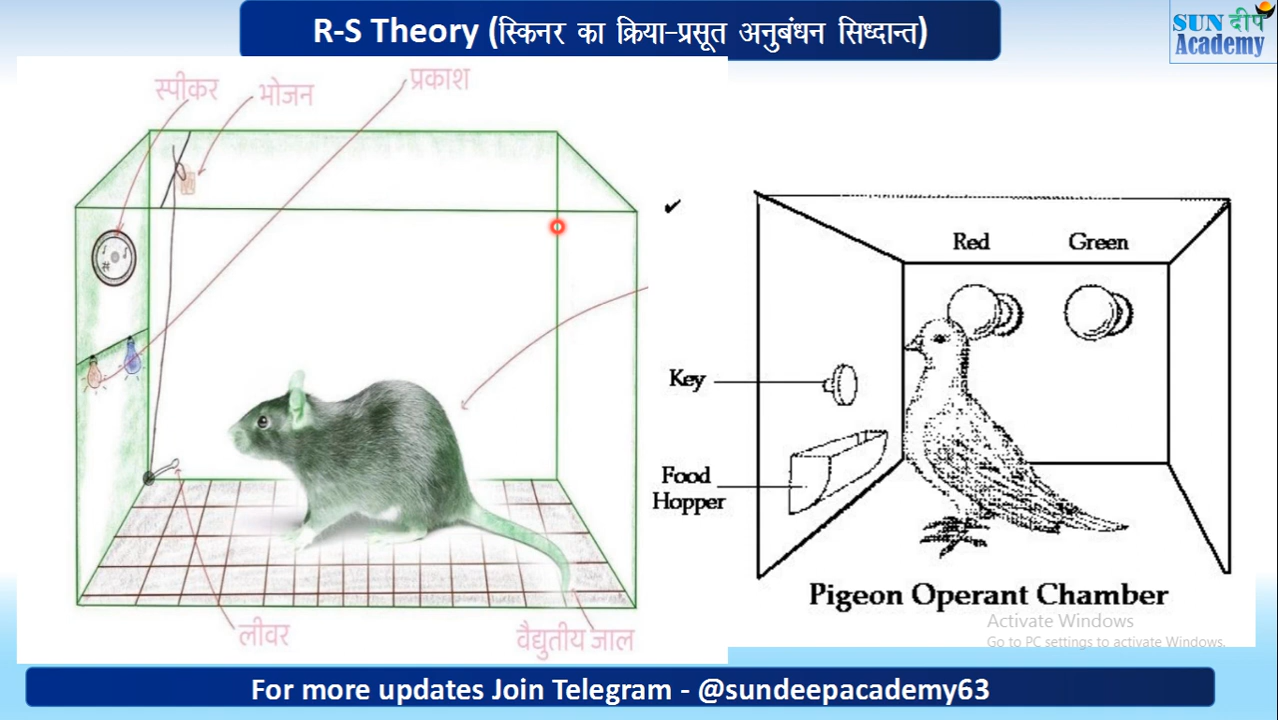 R-S Theory (स्किनर का क्रिया-प्रसूत अनुबंधन सिध्दान्त)
SUN दीप
Academy
स्पीकर
भोजन
प्रकाश
Red
Green
Key
Food
Hopper
लीवर
वैद्युतीय जाल
Pigeon Operant Chamber
Activate Windows
Go to PC settings to activate Windows.
For more updates Join Telegram - @sundeepacademy63